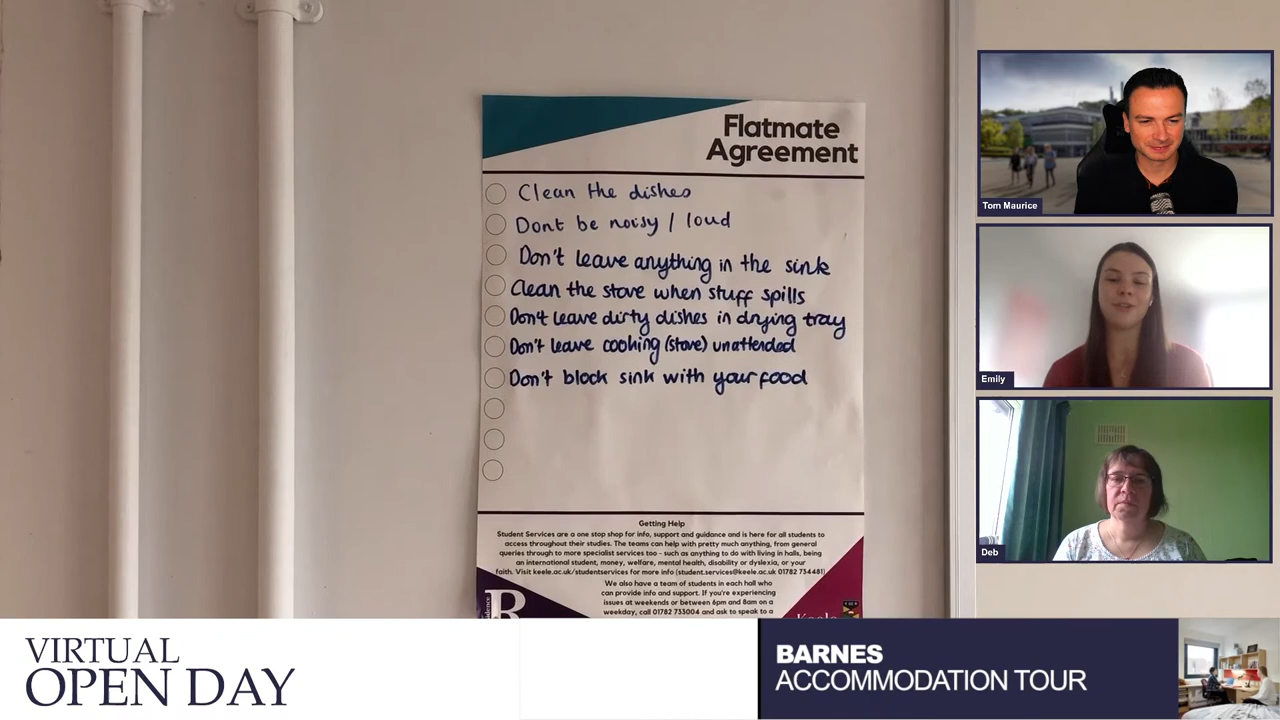 Flatmate
Agreement
Clean the dishes
Dont be noisy / loud
Don't leave anything in the sink
Clean the stove when stuff spills
Don't leave dirty dishes in drying tray
Don't leave cooking (stove) unattended
Don't block sink with your food
Getting Help
Student Services are a one stop shop for info, support and guidance and is here for all students to
access throughout their studies. The teams can help with pretty much anything, from general
queries through to more specialist services too - such as anything to do with living in halls, being
an international student, money, welfare, mental health, disability or dyslexia, or your
faith. Visit keele.ac.uk/studentservices for more info (student.services@keele.ac.uk 01782 734481)
We also have a team of students in each hall who
can provide info and support. If you're experiencing
issues at weekends or between 6pm and 8am on a
weekday, call 01782 733004 and ask to speak to a
Keele
Tom Maurice
Emily
Deb
VIRTUAL
OPEN DAY
BARNES
ACCOMMODATION TOUR